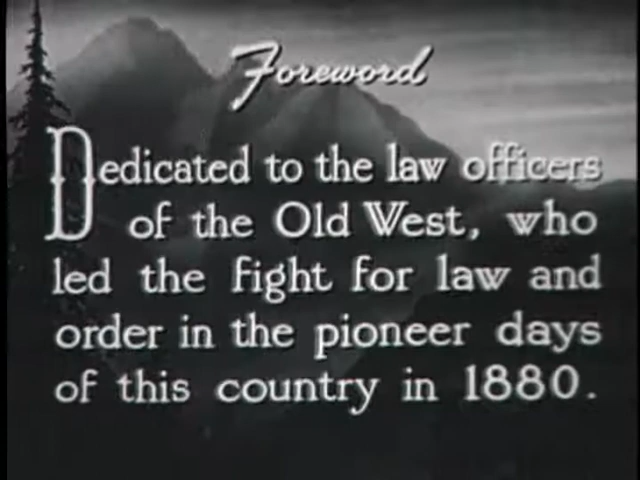 Foreword
Dedicated to the law officers
of the Old West, who
led the fight for law and
order in the pioneer days
of this country in 1880.